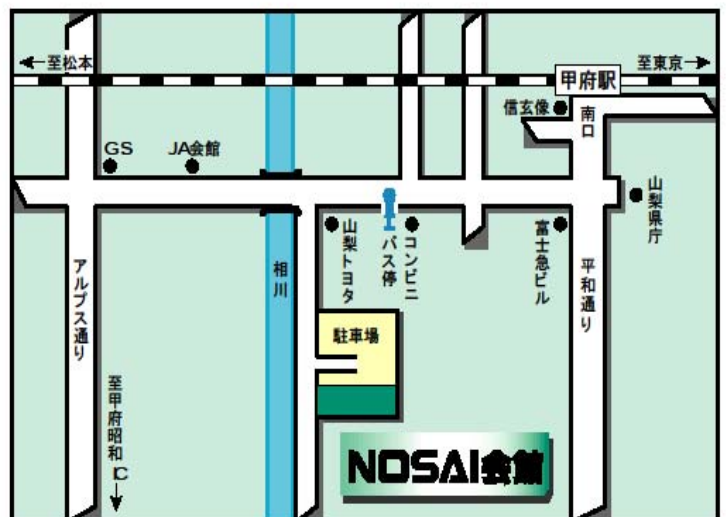 至松本
至東京
甲府駅
信玄像
南口
GS
JA会館
山梨県庁
山梨トヨタ
バス停
コンビニ
富士急ビル
アルプス通り
相川
平和通り
駐車場
至甲府昭和IC
NOSAI会館